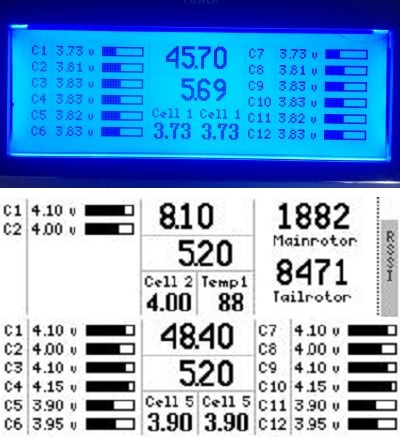 C1 3.73 v
C2 3.81 v
C3 3.83 v
C4 3.83 v
C5 3.82 v
C6 3.83 v
45.70
5.69
Cell 1 Cell 1
3.73 3.73
C7 3.73 v
C8 3.81 v
C9 3.83 v
C10 3.83 v
C11 3.82 v
C12 3.83 v
C1 4.10 v
C2 4.00 v
8.10
5.20
Cell 2 Temp1
4.00 88
1882
Mainrotor
8471
Tailrotor
RSSI
C1 4.10 v
C2 4.00 v
C3 4.10 v
C4 4.15 v
C5 3.90 v
C6 3.95 v
48.40
5.20
Cell 5 Cell 5
3.90 3.90
C7 4.10 v
C8 4.00 v
C9 4.10 v
C10 4.15 v
C11 3.90 v
C12 3.95 v